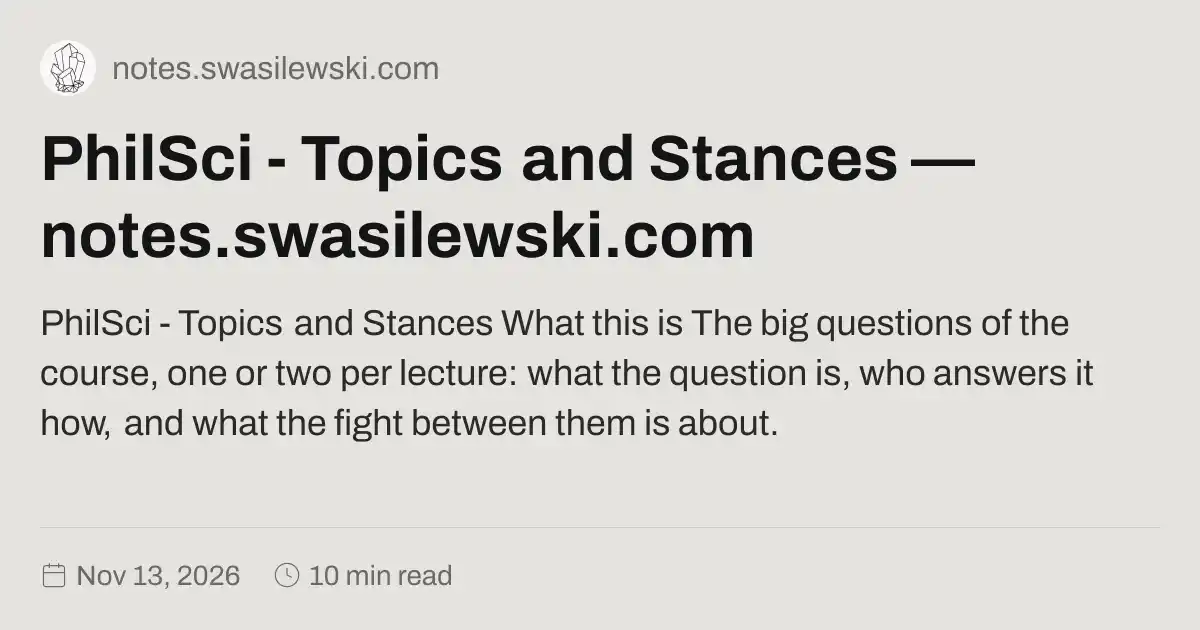 notes.swasilewski.com
PhilSci - Topics and Stances —
notes.swasilewski.com
PhilSci - Topics and Stances What this is The big questions of the
course, one or two per lecture: what the question is, who answers it
how, and what the fight between them is about.
Nov 13, 2026 10 min read